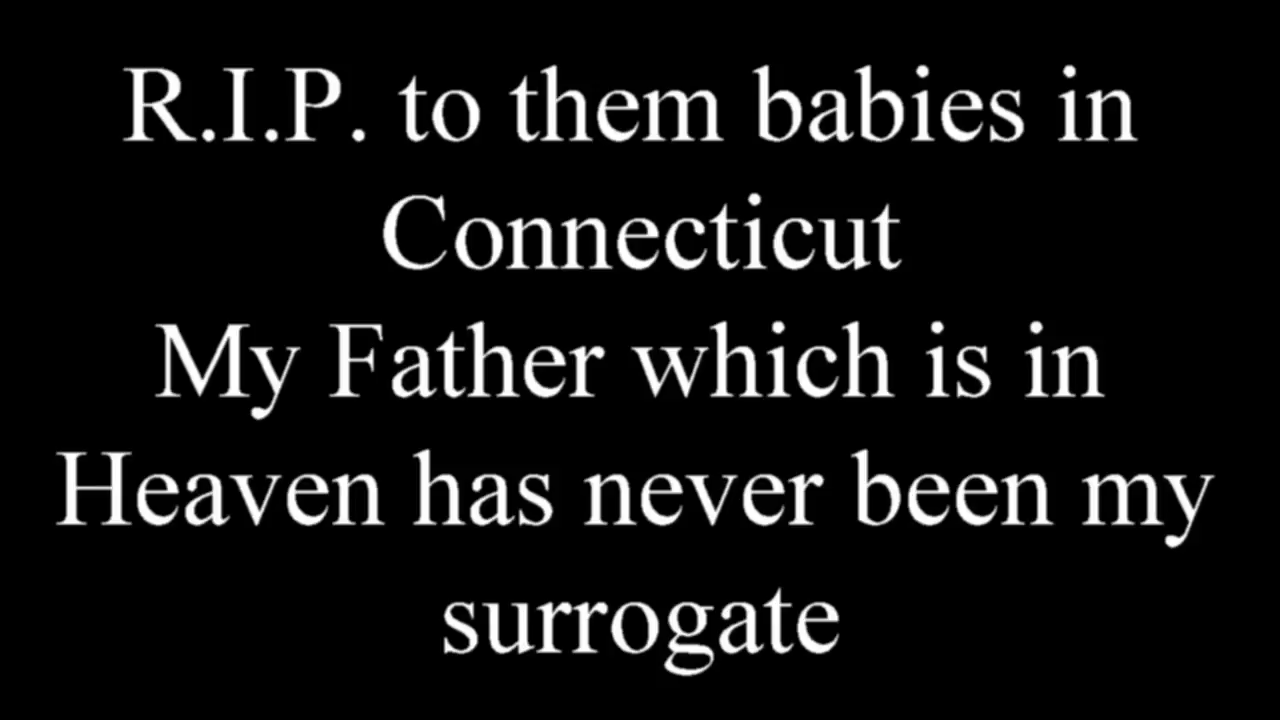 R.I.P. to them babies in
Connecticut
My Father which is in
Heaven has never been my
surrogate